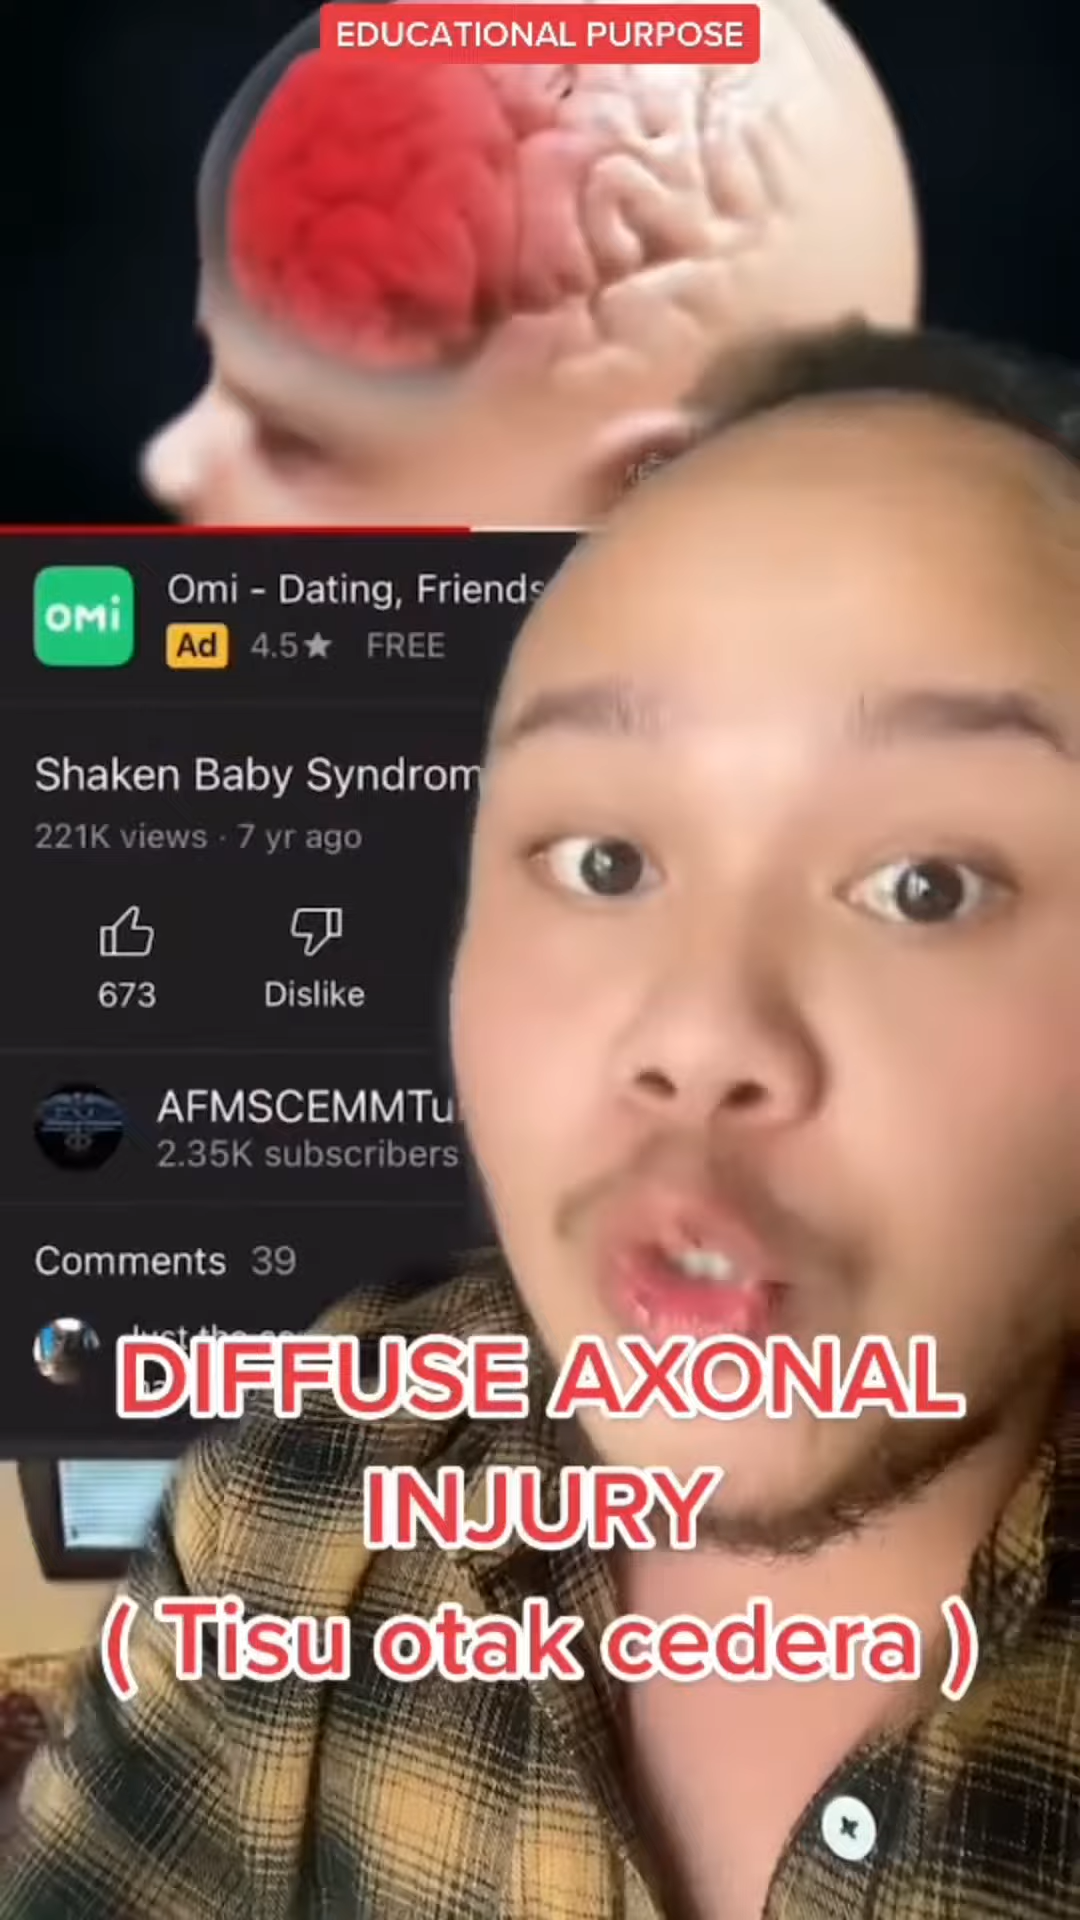 EDUCATIONAL PURPOSE
OMi
Omi - Dating, Friends
Ad 4.5★ FREE
Shaken Baby Syndrom
221K views · 7 yr ago
673 Dislike
AFMSCEMMTu
2.35K subscribers
Comments 39
DIFFUSE AXONAL
INJURY
( Tisu otak cedera )